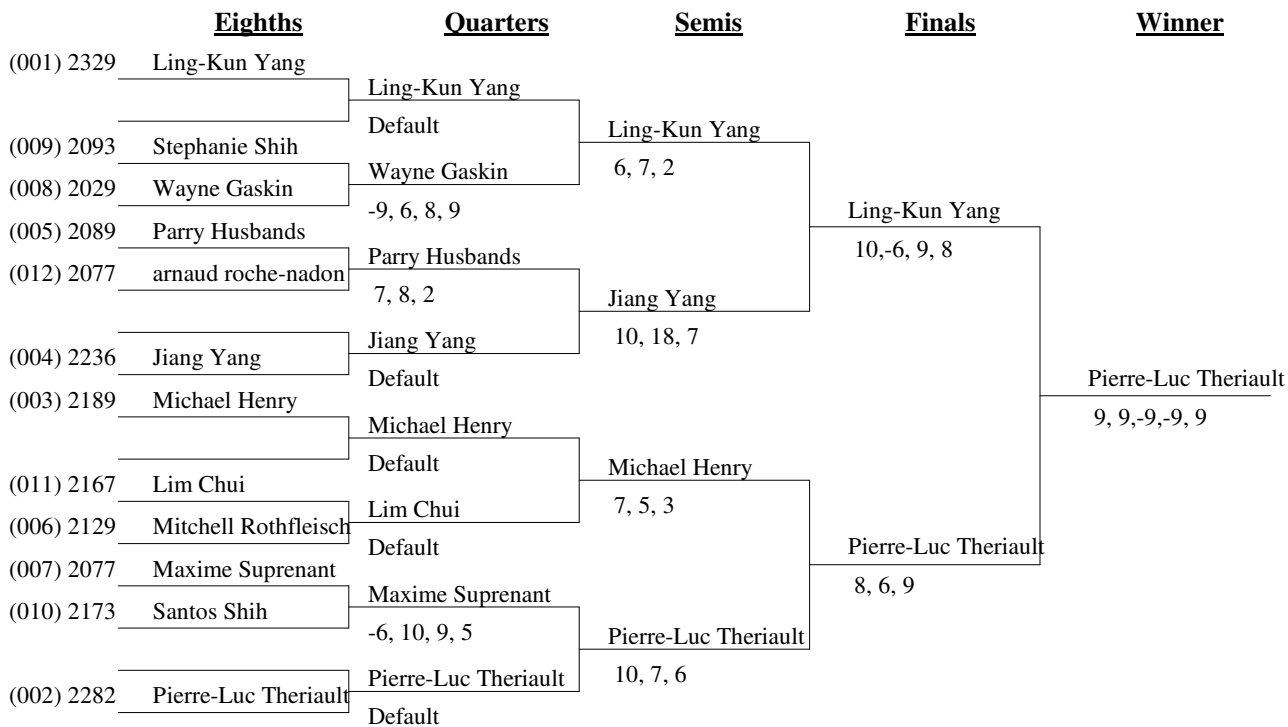 Eighths Quarters Semis Finals Winner
(001) 2329 Ling-Kun Yang
Ling-Kun Yang
Default
Ling-Kun Yang
(009) 2093 Stephanie Shih
6, 7, 2
Wayne Gaskin
(008) 2029 Wayne Gaskin
-9, 6, 8, 9
Ling-Kun Yang
(005) 2089 Parry Husbands
10,-6, 9, 8
Parry Husbands
(012) 2077 arnaud roche-nadon
7, 8, 2
Jiang Yang
10, 18, 7
Jiang Yang
(004) 2236 Jiang Yang
Default
Pierre-Luc Theriault
(003) 2189 Michael Henry
9, 9,-9,-9, 9
Michael Henry
Default
Michael Henry
(011) 2167 Lim Chui
7, 5, 3
Lim Chui
(006) 2129 Mitchell Rothfleisch
Default
Pierre-Luc Theriault
(007) 2077 Maxime Suprenant
8, 6, 9
Maxime Suprenant
(010) 2173 Santos Shih
-6, 10, 9, 5
Pierre-Luc Theriault
10, 7, 6
Pierre-Luc Theriault
(002) 2282 Pierre-Luc Theriault
Default